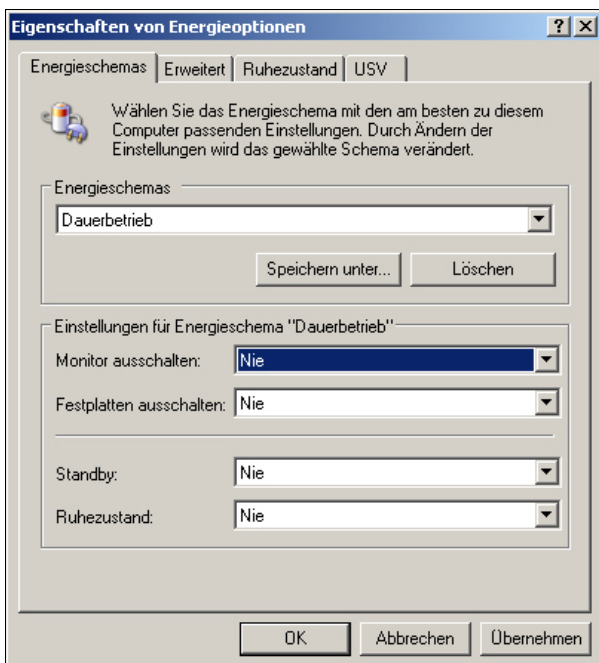 Eigenschaften von Energieoptionen
Energieschemas Erweitert Ruhezustand USV
Wählen Sie das Energieschema mit den am besten zu diesem
Computer passenden Einstellungen. Durch Ändern der
Einstellungen wird das gewählte Schema verändert.
Energieschemas
Dauerbetrieb
Speichern unter... Löschen
Einstellungen für Energieschema "Dauerbetrieb"
Monitor ausschalten: Nie
Festplatten ausschalten: Nie
Standby: Nie
Ruhezustand: Nie
OK Abbrechen Übernehmen